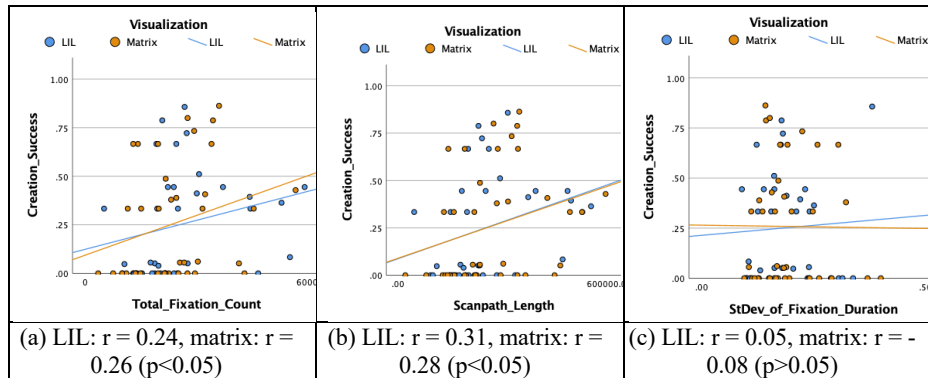 Visualization
LIL Matrix LIL Matrix
1.00
.75
.50
.25
.00
Creation_Success
0 6000
Total_Fixation_Count
Visualization
LIL Matrix LIL Matrix
1.00
.75
.50
.25
.00
Creation_Success
.00 600000.0
Scanpath_Length
Visualization
LIL Matrix LIL Matrix
1.00
.75
.50
.25
.00
Creation_Success
.00 .50
StDev_of_Fixation_Duration
(a) LIL: r = 0.24, matrix: r =
0.26 (p<0.05)
(b) LIL: r = 0.31, matrix: r =
0.28 (p<0.05)
(c) LIL: r = 0.05, matrix: r = -
0.08 (p>0.05)